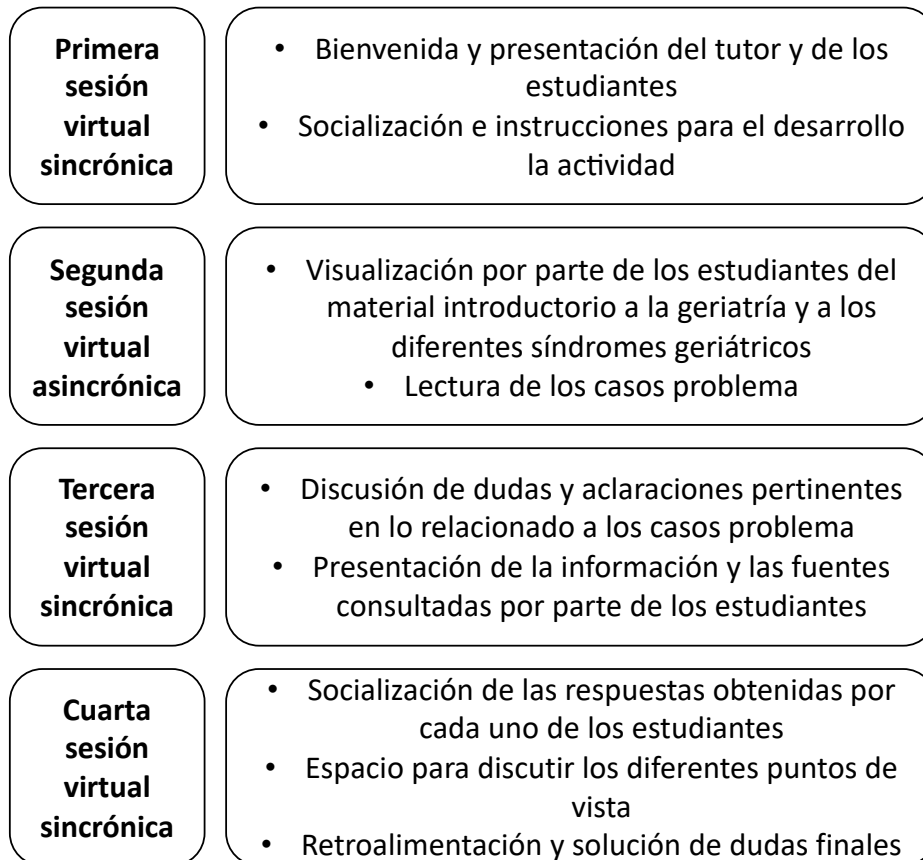 Primera
sesión
virtual
sincrónica
• Bienvenida y presentación del tutor y de los
estudiantes
• Socialización e instrucciones para el desarrollo
la actividad
Segunda
sesión
virtual
asincrónica
• Visualización por parte de los estudiantes del
material introductorio a la geriatría y a los
diferentes síndromes geriátricos
• Lectura de los casos problema
Tercera
sesión
virtual
sincrónica
• Discusión de dudas y aclaraciones pertinentes
en lo relacionado a los casos problema
• Presentación de la información y las fuentes
consultadas por parte de los estudiantes
Cuarta
sesión
virtual
sincrónica
• Socialización de las respuestas obtenidas por
cada uno de los estudiantes
• Espacio para discutir los diferentes puntos de
vista
• Retroalimentación y solución de dudas finales